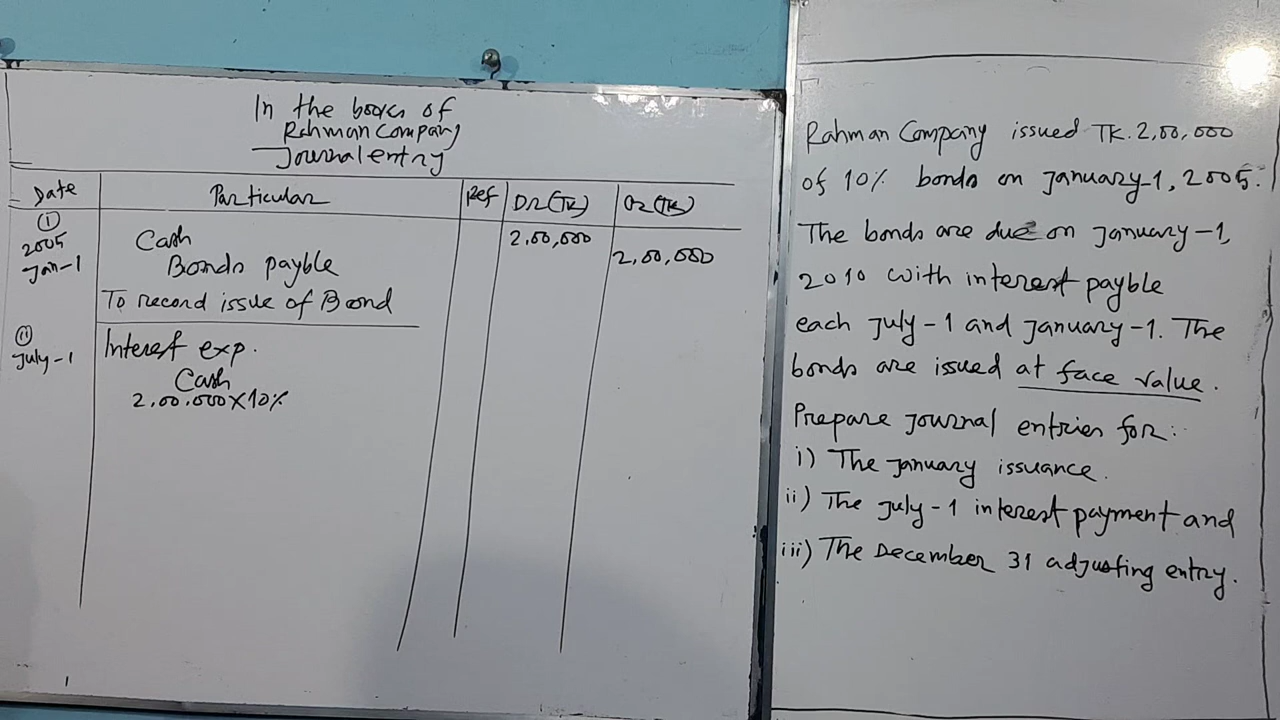 In the books of
Rahman Company
Journal entry
Date Particular Ref Dr(TK) Cr(TK)
(i)
2005
Jan-1
Cash 2,00,000
Bonds payble 2,00,000
To record issue of Bond
(ii)
July-1
Interest exp.
Cash
2,00,000×10%
Rahman Company issued TK. 2,00,000
of 10% bonds on January-1, 2005.
The bonds are due on January-1,
2010 with interest payble
each July-1 and January-1. The
bonds are issued at face value.
Prepare journal entries for:
i) The January issuance.
ii) The July-1 interest payment and
iii) The December 31 adjusting entry.